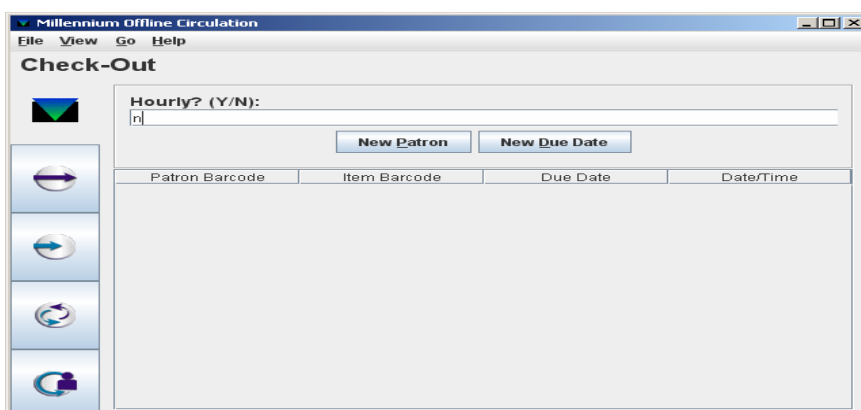 Millennium Offline Circulation
File View Go Help
Check-Out
Hourly? (Y/N):
n
New Patron New Due Date
Patron Barcode Item Barcode Due Date Date/Time